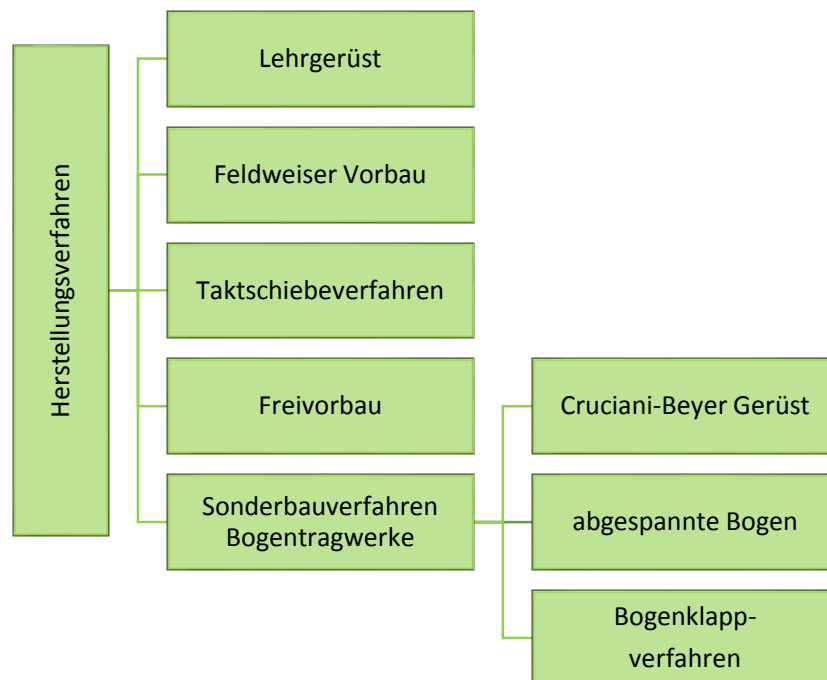 Herstellungsverfahren
Lehrgerüst
Feldweiser Vorbau
Taktschiebeverfahren
Freivorbau
Sonderbauverfahren
Bogentragwerke
Cruciani-Beyer Gerüst
abgespannte Bogen
Bogenklapp-
verfahren